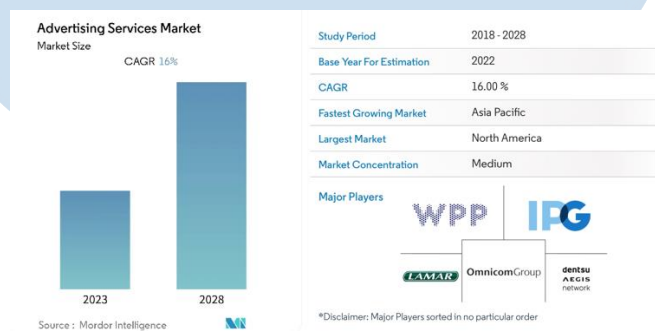 Advertising Services Market
Market Size
CAGR 16%
2023
2028
Source : Mordor Intelligence
Study Period 2018 - 2028
Base Year For Estimation 2022
CAGR 16.00 %
Fastest Growing Market Asia Pacific
Largest Market North America
Market Concentration Medium
Major Players
WPP
IPG
LAMAR
OmnicomGroup
dentsu
AEGIS
network
*Disclaimer: Major Players sorted in no particular order